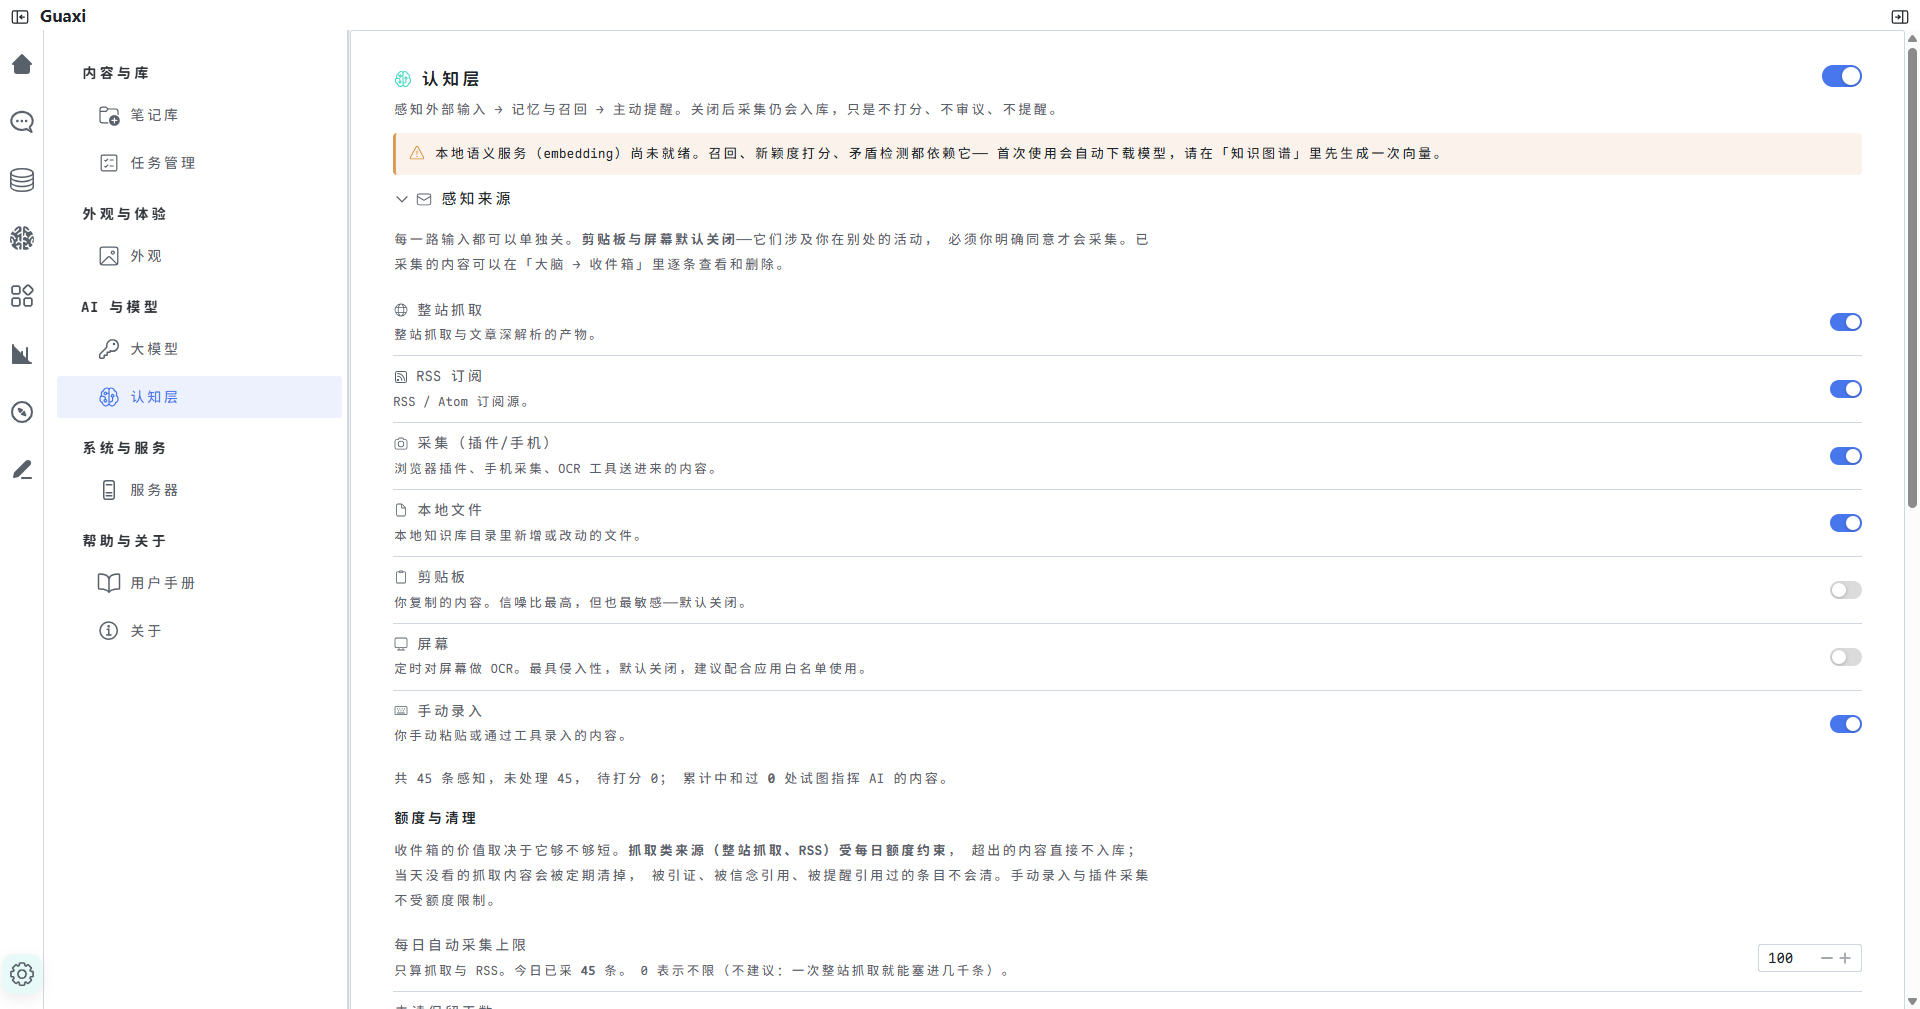 Guaxi
内容与库
笔记库
任务管理
外观与体验
外观
AI 与模型
大模型
认知层
系统与服务
服务器
帮助与关于
用户手册
关于
认知层
感知外部输入 → 记忆与召回 → 主动提醒。关闭后采集仍会入库，只是不打分、不审议、不提醒。
本地语义服务（embedding）尚未就绪。召回、新颖度打分、矛盾检测都依赖它—— 首次使用会自动下载模型，请在「知识图谱」里先生成一次向量。
感知来源
每一路输入都可以单独关。剪贴板与屏幕默认关闭——它们涉及你在别处的活动， 必须你明确同意才会采集。已
采集的内容可以在「大脑 → 收件箱」里逐条查看和删除。
整站抓取
整站抓取与文章深解析的产物。
RSS 订阅
RSS / Atom 订阅源。
采集（插件/手机）
浏览器插件、手机采集、OCR 工具送进来的内容。
本地文件
本地知识库目录里新增或改动的文件。
剪贴板
你复制的内容。信噪比最高，但也最敏感——默认关闭。
屏幕
定时对屏幕做 OCR。最具侵入性，默认关闭，建议配合应用白名单使用。
手动录入
你手动粘贴或通过工具录入的内容。
共 45 条感知，未处理 45， 待打分 0； 累计中和过 0 处试图指挥 AI 的内容。
额度与清理
收件箱的价值取决于它够不够短。抓取类来源（整站抓取、RSS）受每日额度约束， 超出的内容直接不入库；
当天没看的抓取内容会被定期清掉， 被引证、被信念引用、被提醒引用过的条目不会清。手动录入与插件采集
不受额度限制。
每日自动采集上限
只算抓取与 RSS。今日已采 45 条。 0 表示不限（不建议：一次整站抓取就能塞进几千条）。
100